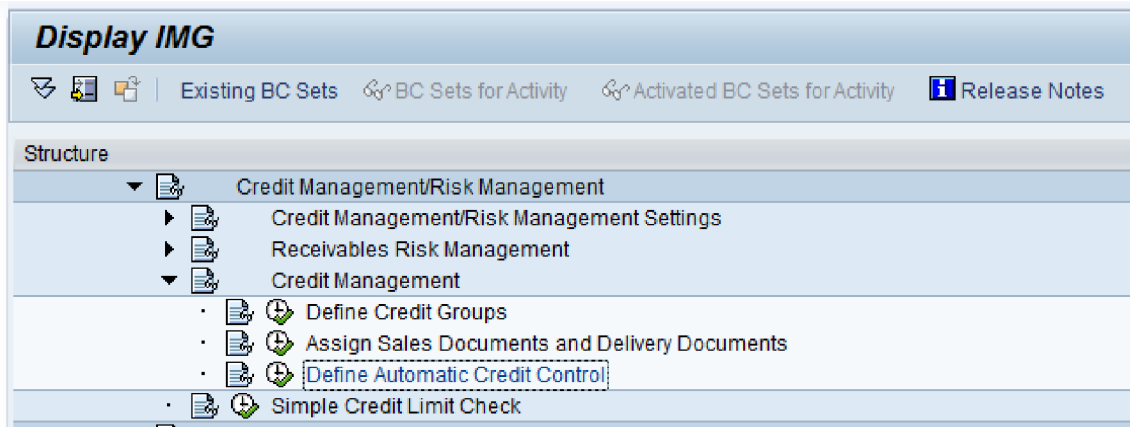 Display IMG
Existing BC Sets BC Sets for Activity Activated BC Sets for Activity Release Notes
Structure
Credit Management/Risk Management
Credit Management/Risk Management Settings
Receivables Risk Management
Credit Management
Define Credit Groups
Assign Sales Documents and Delivery Documents
Define Automatic Credit Control
Simple Credit Limit Check